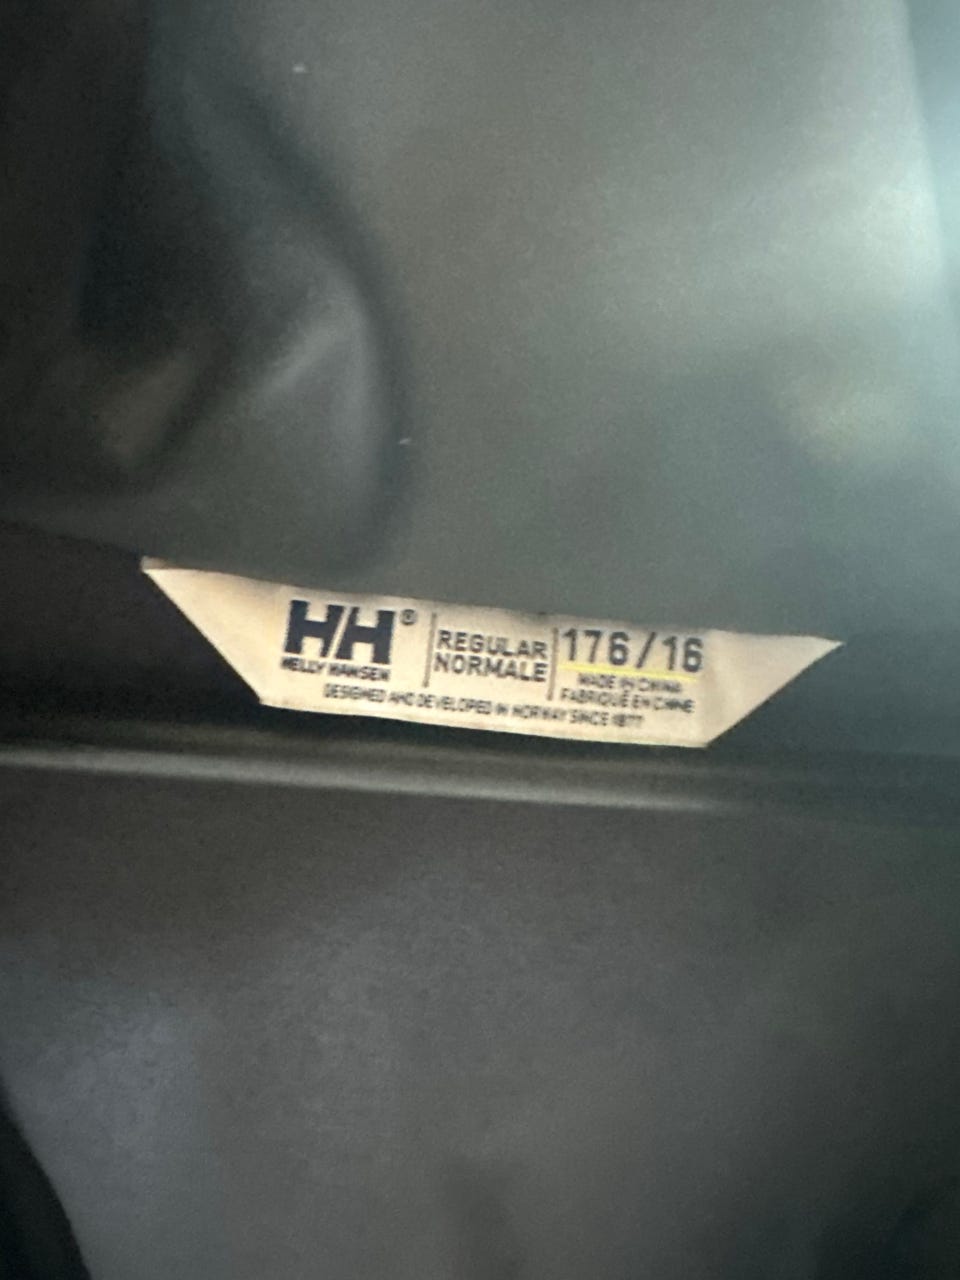 HH®
HELLY HANSEN
REGULAR
NORMALE
176/16
MADE IN CHINA
FABRIQUÉ EN CHINE
DESIGNED AND DEVELOPED IN NORWAY SINCE 1877